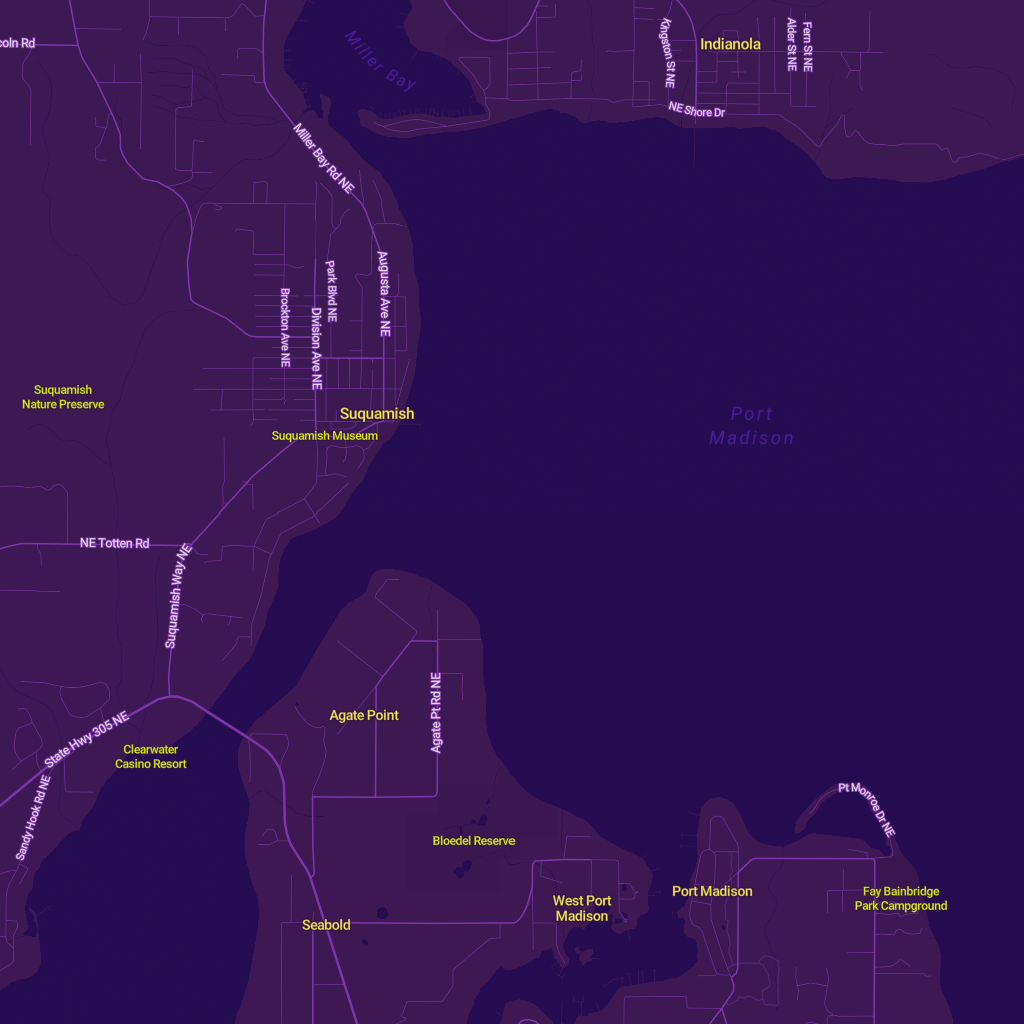 coln Rd
Miller Bay
Kingston St NE
Indianola
Alder St NE
Fern St NE
NE Shore Dr
Miller Bay Rd NE
Augusta Ave NE
Park Blvd NE
Brockton Ave NE
Division Ave NE
Suquamish
Nature Preserve
Suquamish
Suquamish Museum
Port
Madison
NE Totten Rd
Suquamish Way NE
Agate Pt Rd NE
Agate Point
State Hwy 305 NE
Clearwater
Casino Resort
Sandy Hook Rd NE
Pt Monroe Dr NE
Bloedel Reserve
Port Madison
Fay Bainbridge
Park Campground
West Port
Madison
Seabold